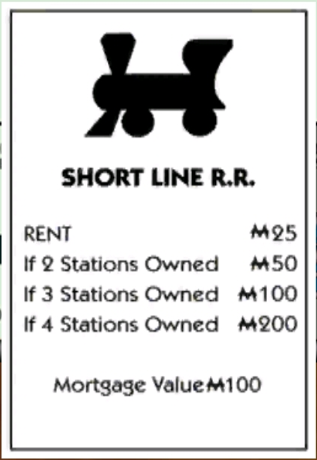 SHORT LINE R.R.
RENT ₩25
If 2 Stations Owned ₩50
If 3 Stations Owned ₩100
If 4 Stations Owned ₩200
Mortgage Value₩100